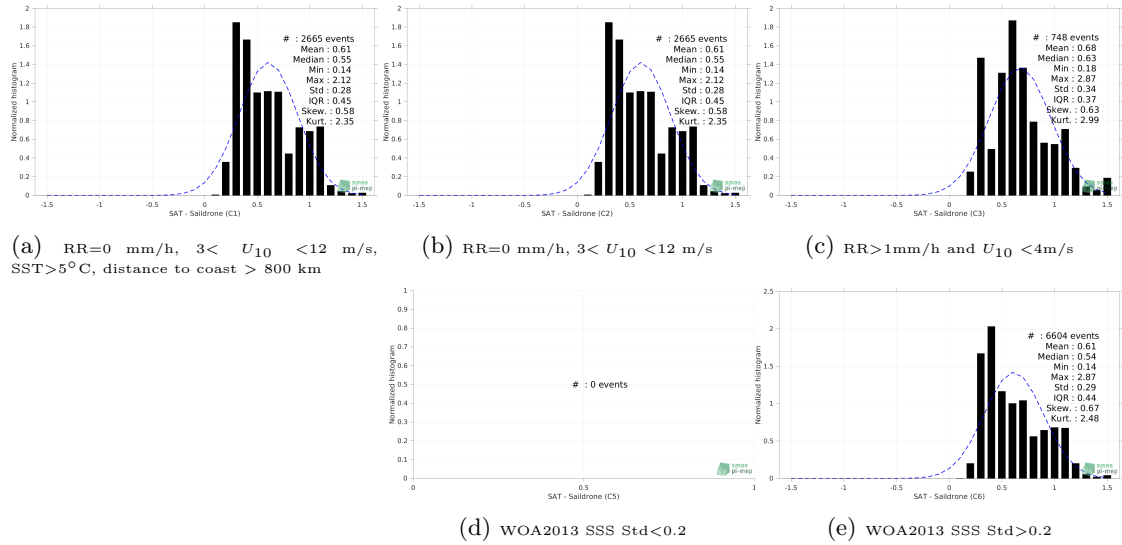 2
1.8
1.6
1.4
1.2
1
0.8
0.6
0.4
0.2
0
Normalized histogram
-1.5 -1 -0.5 0 0.5 1 1.5
SAT - Saildrone (C1)
# : 2665 events
Mean : 0.61
Median : 0.55
Min : 0.14
Max : 2.12
Std : 0.28
IQR : 0.45
Skew. : 0.58
Kurt. : 2.35
smos
pi-mep
(a) RR=0 mm/h, 3< U10 <12 m/s,
SST>5°C, distance to coast > 800 km
2
1.8
1.6
1.4
1.2
1
0.8
0.6
0.4
0.2
0
Normalized histogram
-1.5 -1 -0.5 0 0.5 1 1.5
SAT - Saildrone (C2)
# : 2665 events
Mean : 0.61
Median : 0.55
Min : 0.14
Max : 2.12
Std : 0.28
IQR : 0.45
Skew. : 0.58
Kurt. : 2.35
smos
pi-mep
(b) RR=0 mm/h, 3< U10 <12 m/s
2
1.8
1.6
1.4
1.2
1
0.8
0.6
0.4
0.2
0
Normalized histogram
-1.5 -1 -0.5 0 0.5 1 1.5
SAT - Saildrone (C3)
# : 748 events
Mean : 0.68
Median : 0.63
Min : 0.18
Max : 2.87
Std : 0.34
IQR : 0.37
Skew. : 0.63
Kurt. : 2.99
smos
pi-mep
(c) RR>1mm/h and U10 <4m/s
1
0.9
0.8
0.7
0.6
0.5
0.4
0.3
0.2
0.1
0
Normalized histogram
0 0.5 1
SAT - Saildrone (C5)
# : 0 events
smos
pi-mep
(d) WOA2013 SSS Std<0.2
2.5
2
1.5
1
0.5
0
Normalized histogram
-1.5 -1 -0.5 0 0.5 1 1.5
SAT - Saildrone (C6)
# : 6604 events
Mean : 0.61
Median : 0.54
Min : 0.14
Max : 2.87
Std : 0.29
IQR : 0.44
Skew. : 0.67
Kurt. : 2.48
smos
pi-mep
(e) WOA2013 SSS Std>0.2